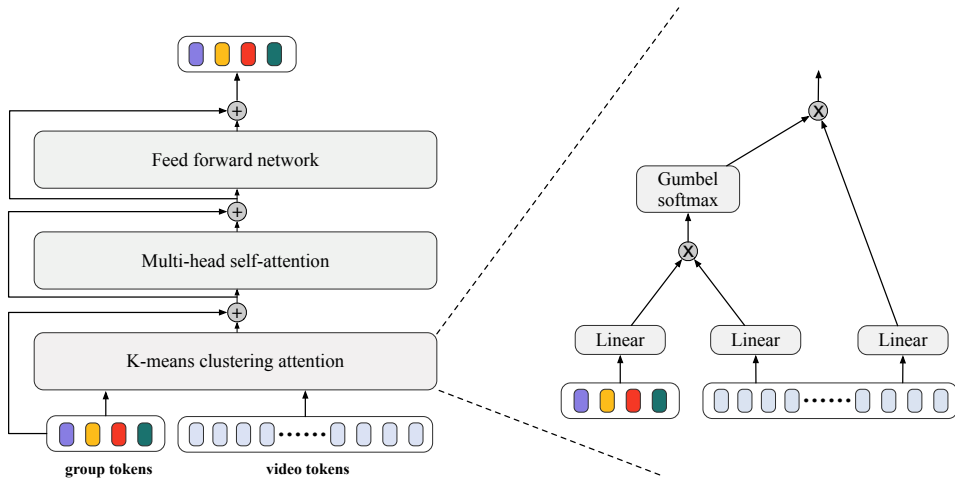 +
Feed forward network
+
Multi-head self-attention
+
K-means clustering attention
group tokens
video tokens
X
Gumbel
softmax
X
Linear
Linear
Linear